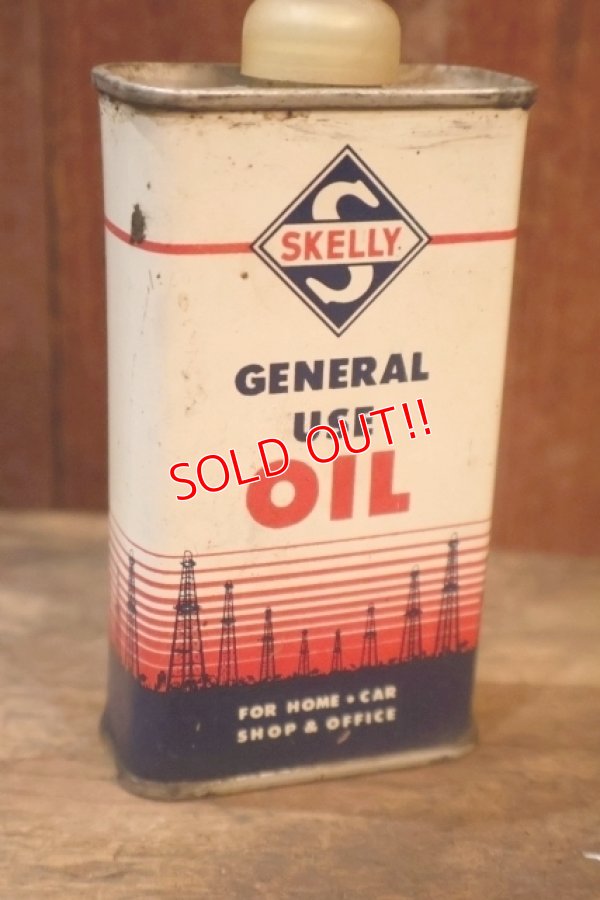 S
SKELLY
GENERAL
USE
OIL
SOLD OUT!!
FOR HOME • CAR
SHOP & OFFICE